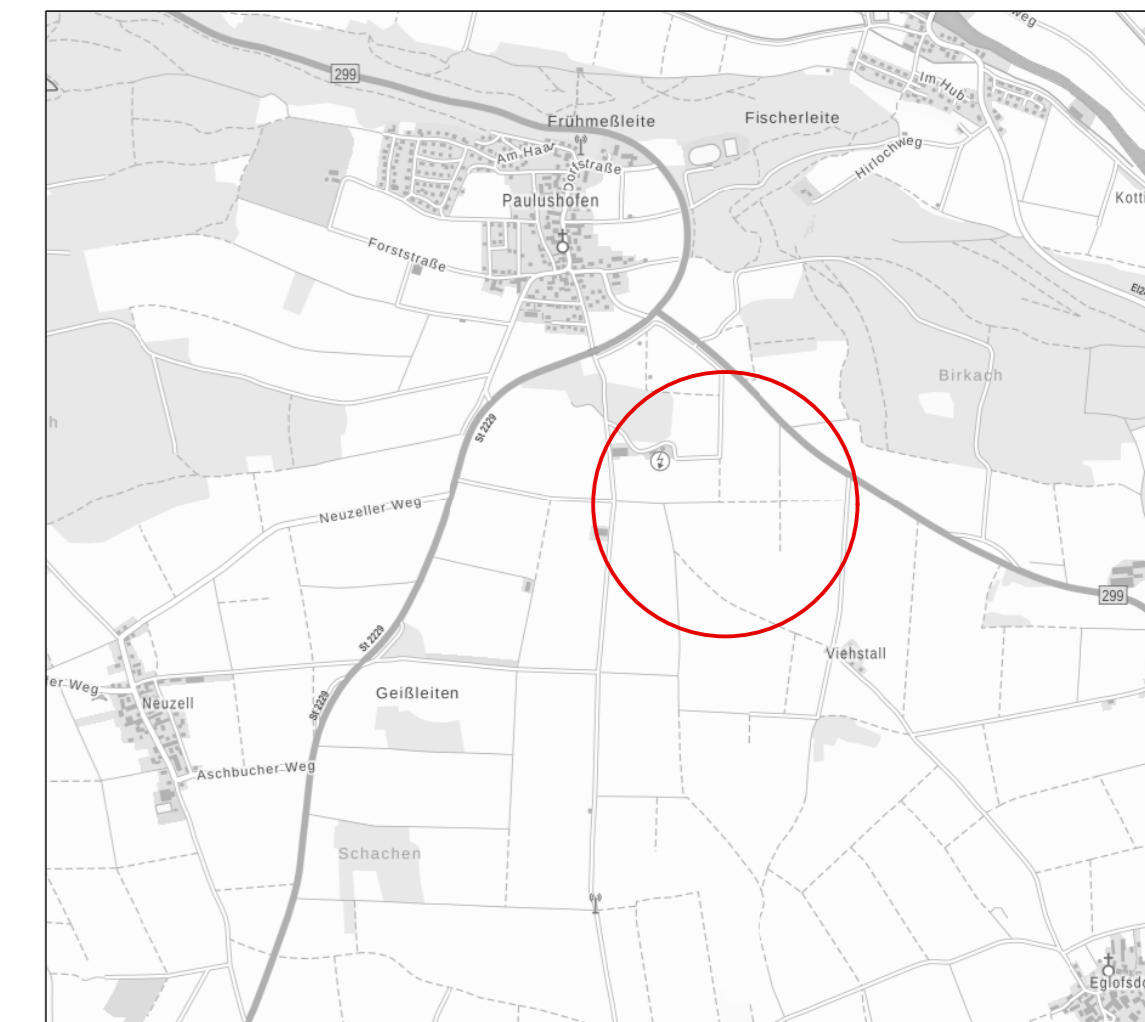 299
Im Hub
Frühmeßleite
Fischerleite
Am Haar
Dorfstraße
Hirlochweg
Paulushofen
Forststraße
Birkach
St 2229
Neuzeller Weg
299
St 2229
Viehstall
St 2229
Geißleiten
Neuzell
Aschbucher Weg
Schachen